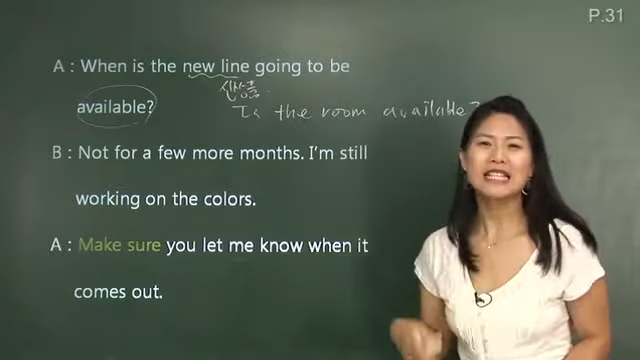 P.31
A : When is the new line going to be
신상품
available?
Is the room available?
B : Not for a few more months. I'm still
working on the colors.
A : Make sure you let me know when it
comes out.